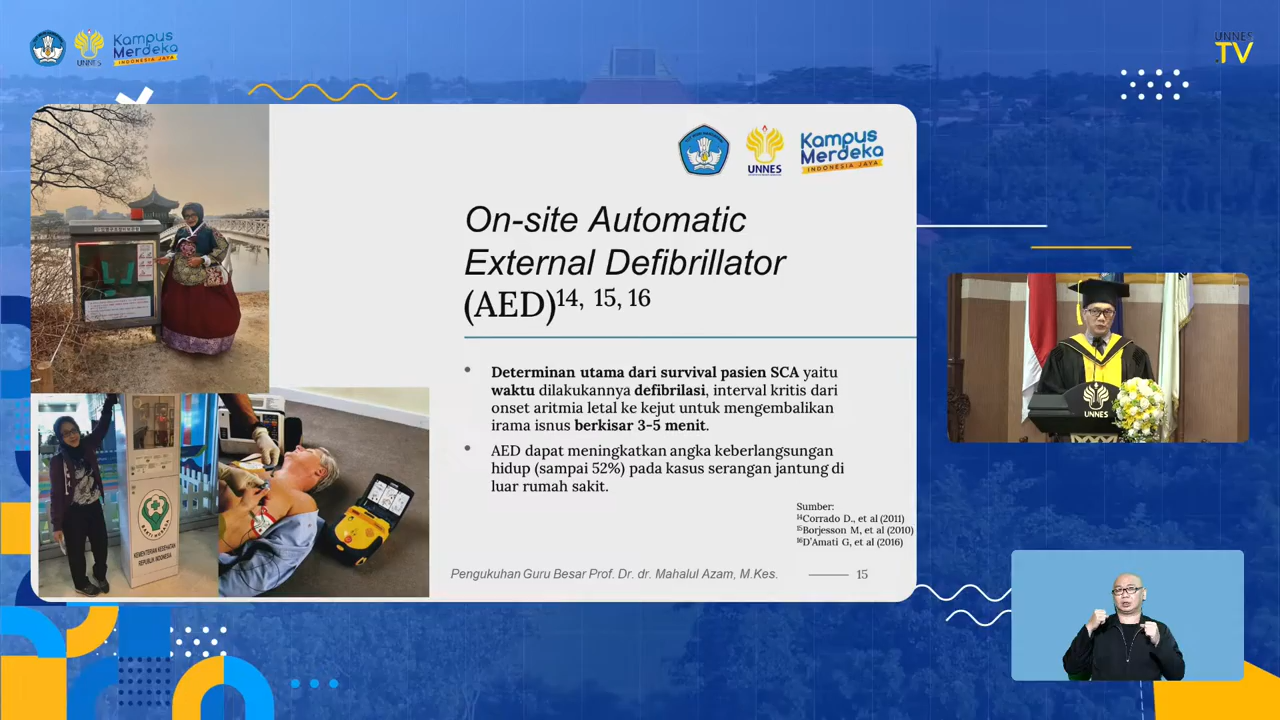 UNNES
Kampus
Merdeka
INDONESIA JAYA
UNNES
TV
UNNES
Kampus
Merdeka
INDONESIA JAYA
On-site Automatic
External Defibrillator
(AED)14, 15, 16
Determinan utama dari survival pasien SCA yaitu
waktu dilakukannya defibrilasi, interval kritis dari
onset aritmia letal ke kejut untuk mengembalikan
irama isnus berkisar 3-5 menit.
AED dapat meningkatkan angka keberlangsungan
hidup (sampai 52%) pada kasus serangan jantung di
luar rumah sakit.
Sumber:
14Corrado D., et al (2011)
15Borjesson M, et al (2010)
16D'Amati G, et al (2016)
Pengukuhan Guru Besar Prof. Dr. dr. Mahalul Azam, M.Kes.
15
BAKTI HUSADA
KEMENTERIAN KESEHATAN
REPUBLIK INDONESIA
UNNES